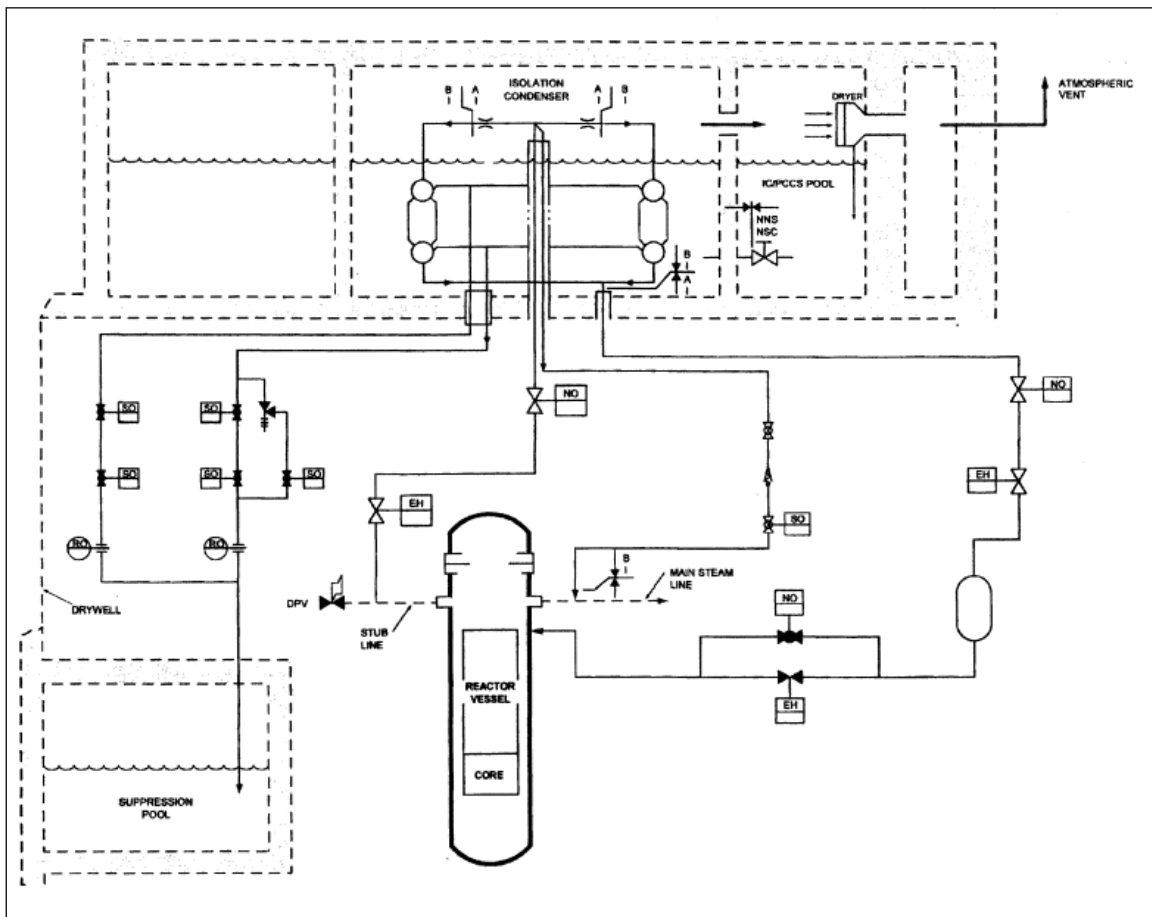 B A
ISOLATION
CONDENSER
A B
DRYER
ATMOSPHERIC
VENT
IC/PCCS POOL
NNS
NSC
B
A
NO
NO
SO
SO
SO
SO
SO
EH
EH
SO
RO
RO
B
MAIN STEAM
LINE
DPV
STUB
LINE
DRYWELL
NO
REACTOR
VESSEL
EH
CORE
SUPPRESSION
POOL